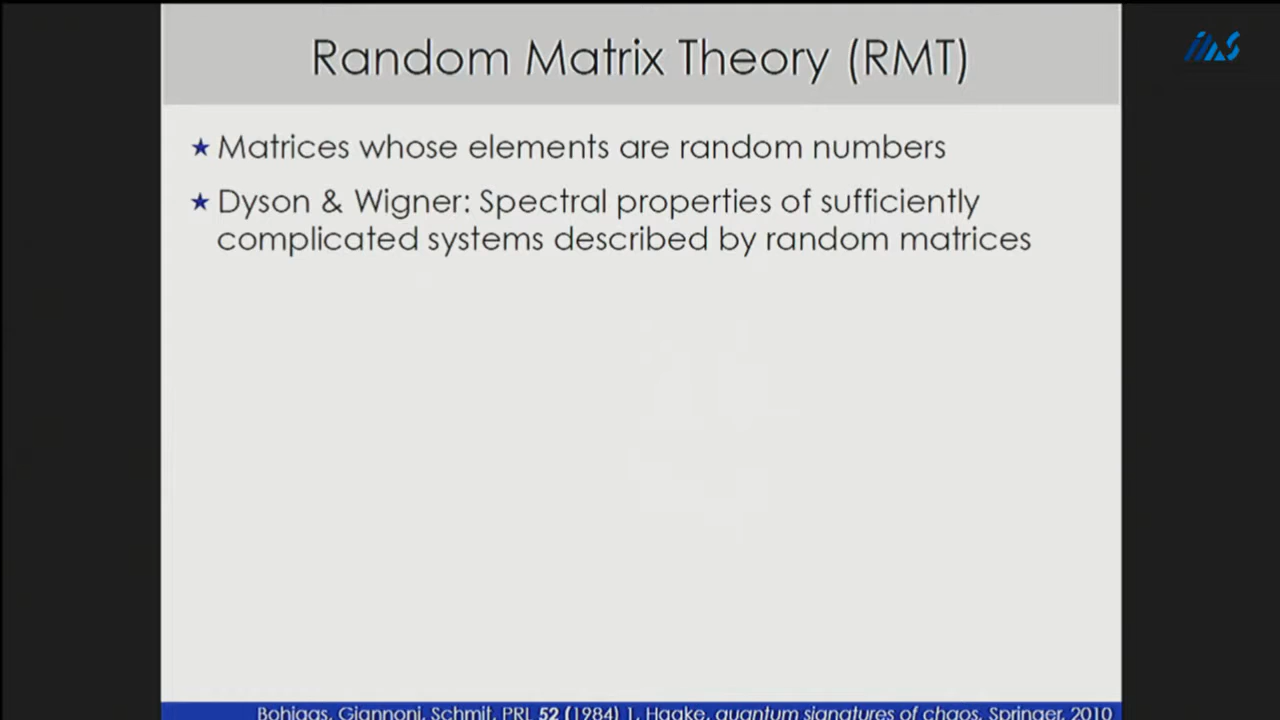 Random Matrix Theory (RMT)
IIAS
★ Matrices whose elements are random numbers
★ Dyson & Wigner: Spectral properties of sufficiently
complicated systems described by random matrices
Bohigas, Giannoni, Schmit, PRL 52 (1984) 1, Haake, quantum signatures of chaos, Springer, 2010